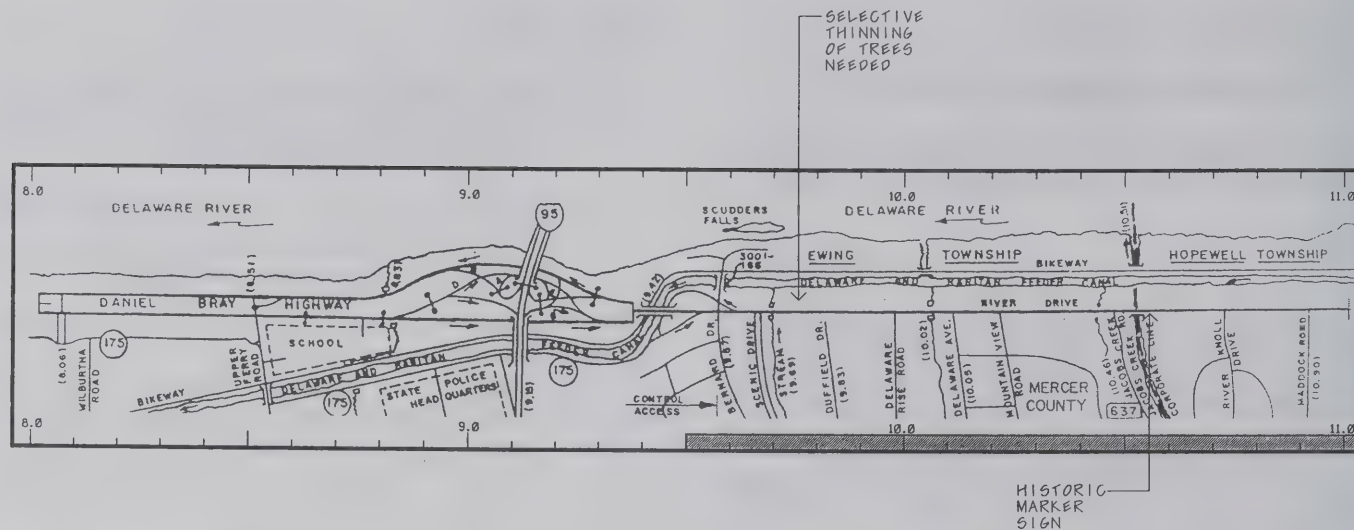 SELECTIVE
THINNING
OF TREES
NEEDED
8.0
9.0
10.0
11.0
DELAWARE RIVER
95
SCUDDERS
FALLS
DELAWARE RIVER
(10.51)
(8.51)
(8.83)
(9.42)
3001-
166
EWING TOWNSHIP
HOPEWELL TOWNSHIP
BIKEWAY
DELAWARE AND RARITAN FEEDER CANAL
DANIEL BRAY HIGHWAY
RIVER DRIVE
(8.06)
WILBURTHA
ROAD
175
UPPER
FERRY
ROAD
SCHOOL
BIKEWAY
DELAWARE AND RARITAN
FEEDER CANAL
175
STATE POLICE
HEAD QUARTERS
175
(9.15)
CONTROL
ACCESS
BERNARD DR.
(9.57)
SCENIC DRIVE
STREAM
(9.69)
DUFFIELD DR.
(9.83)
DELAWARE
RISE ROAD
(10.02)
DELAWARE AVE.
(10.05)
MOUNTAIN VIEW
ROAD
MERCER
COUNTY
(10.46)
JACOBS CREEK
RD.
637
JACOBS CREEK
CORPORATE LINE
RIVER KNOLL
DRIVE
MADDOCK ROAD
(10.90)
8.0
9.0
10.0
11.0
HISTORIC
MARKER
SIGN